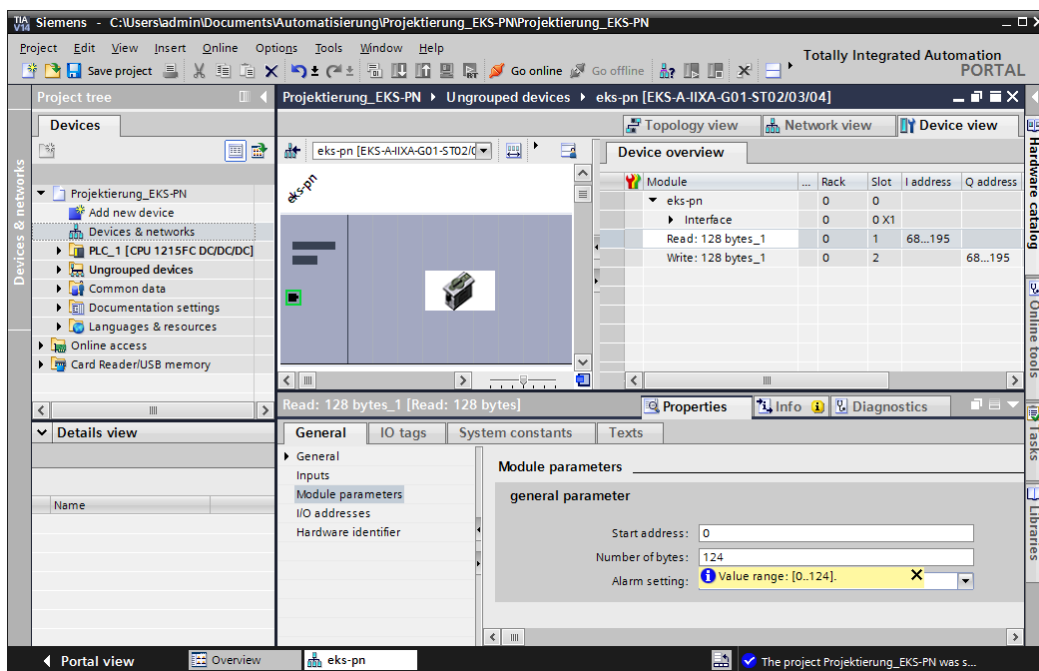 TIA V14 Siemens - C:\Users\admin\Documents\Automatisierung\Projektierung_EKS-PN\Projektierung_EKS-PN
Project Edit View Insert Online Options Tools Window Help
Save project Go online Go offline
Totally Integrated Automation
PORTAL
Project tree
Projektierung_EKS-PN Ungrouped devices eks-pn [EKS-A-IIXA-G01-ST02/03/04]
Devices
Topology view Network view Device view
eks-pn [EKS-A-IIXA-G01-ST02/0
Device overview
Devices & networks
Projektierung_EKS-PN
Add new device
Devices & networks
PLC_1 [CPU 1215FC DC/DC/DC]
Ungrouped devices
Common data
Documentation settings
Languages & resources
Online access
Card Reader/USB memory
eks-pn
Module ... Rack Slot I address Q address
eks-pn 0 0
Interface 0 0 X1
Read: 128 bytes_1 0 1 68...195
Write: 128 bytes_1 0 2 68...195
Hardware catalog
Online tools
Tasks
Libraries
Details view
Name
Read: 128 bytes_1 [Read: 128 bytes]
Properties Info Diagnostics
General IO tags System constants Texts
General
Inputs
Module parameters
I/O addresses
Hardware identifier
Module parameters
general parameter
Start address: 0
Number of bytes: 124
Alarm setting:
Value range: [0..124].
Portal view Overview eks-pn
The project Projektierung_EKS-PN was s...